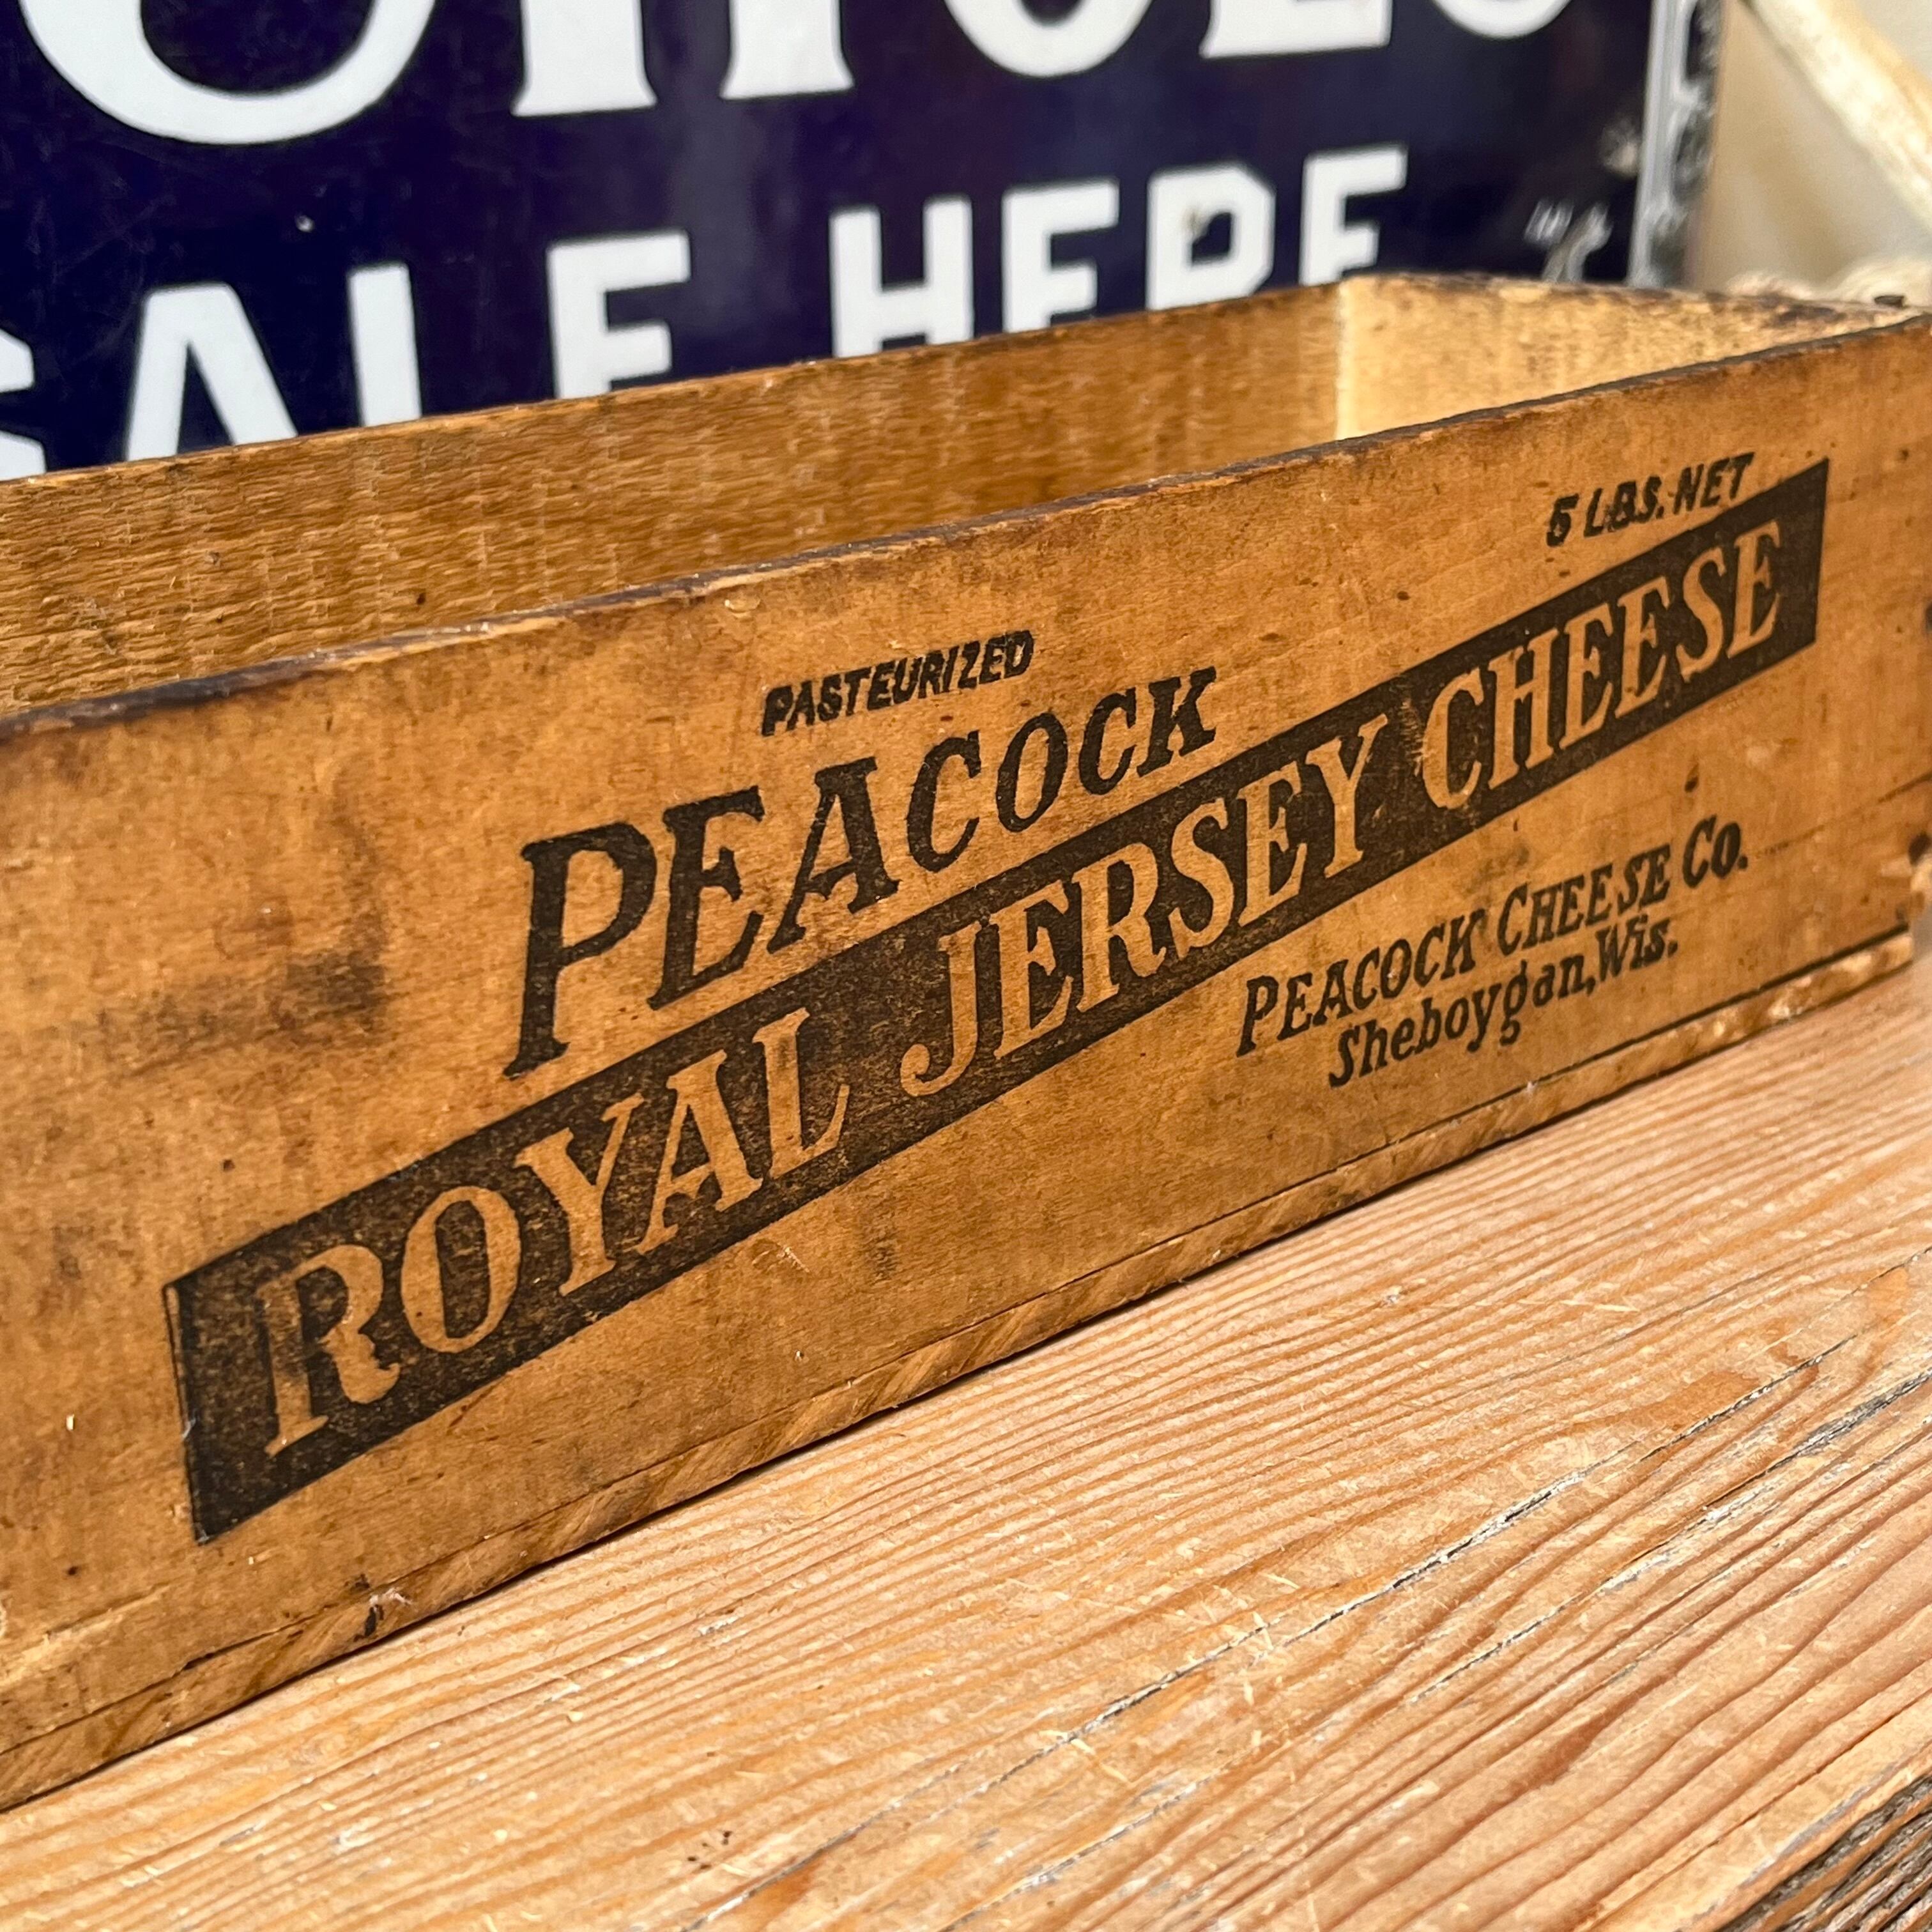 SALE HERE
PASTEURIZED
5 LBS. NET
PEACOCK
ROYAL JERSEY CHEESE
PEACOCK CHEESE CO.
Sheboygan, Wis.